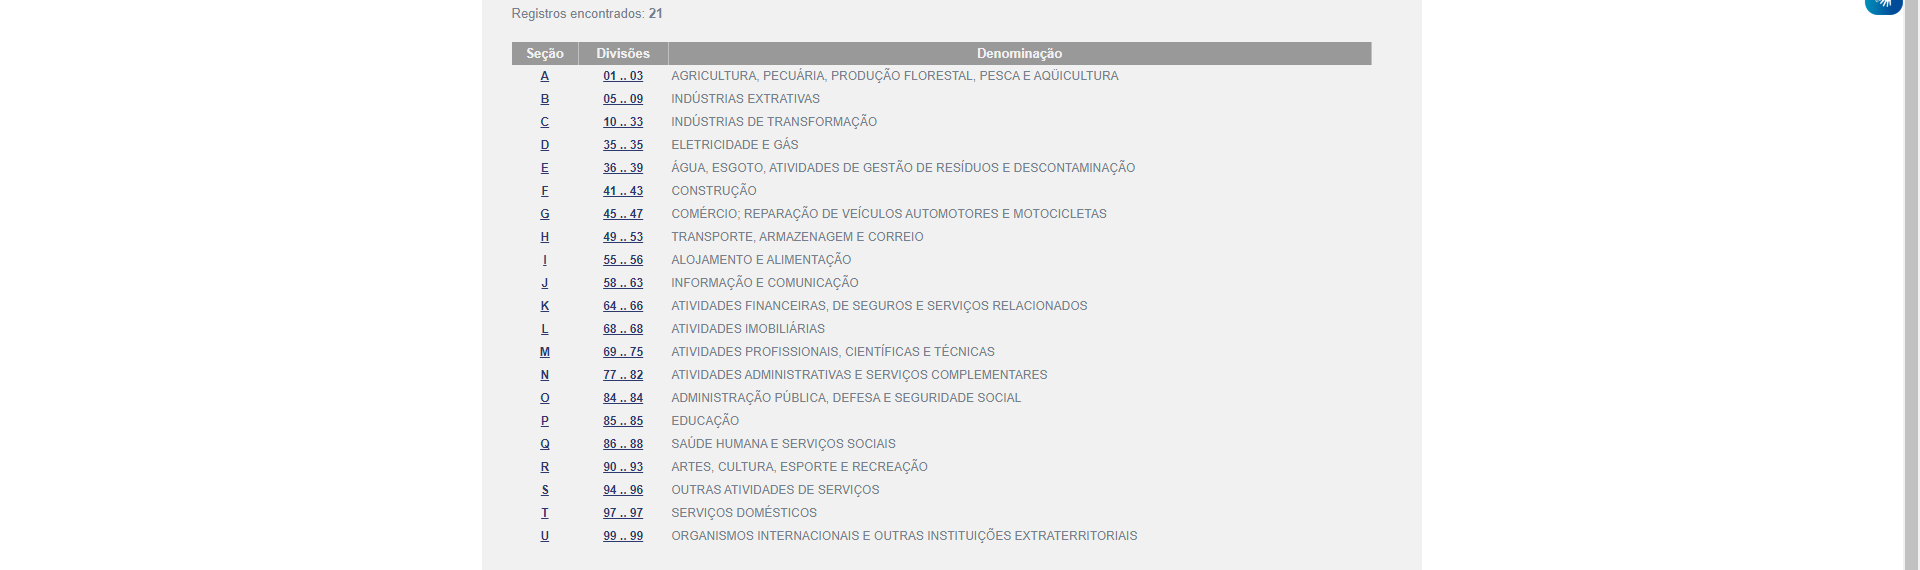 Registros encontrados: 21
Seção Divisões Denominação
A 01 .. 03 AGRICULTURA, PECUÁRIA, PRODUÇÃO FLORESTAL, PESCA E AQÜICULTURA
B 05 .. 09 INDÚSTRIAS EXTRATIVAS
C 10 .. 33 INDÚSTRIAS DE TRANSFORMAÇÃO
D 35 .. 35 ELETRICIDADE E GÁS
E 36 .. 39 ÁGUA, ESGOTO, ATIVIDADES DE GESTÃO DE RESÍDUOS E DESCONTAMINAÇÃO
F 41 .. 43 CONSTRUÇÃO
G 45 .. 47 COMÉRCIO; REPARAÇÃO DE VEÍCULOS AUTOMOTORES E MOTOCICLETAS
H 49 .. 53 TRANSPORTE, ARMAZENAGEM E CORREIO
I 55 .. 56 ALOJAMENTO E ALIMENTAÇÃO
J 58 .. 63 INFORMAÇÃO E COMUNICAÇÃO
K 64 .. 66 ATIVIDADES FINANCEIRAS, DE SEGUROS E SERVIÇOS RELACIONADOS
L 68 .. 68 ATIVIDADES IMOBILIÁRIAS
M 69 .. 75 ATIVIDADES PROFISSIONAIS, CIENTÍFICAS E TÉCNICAS
N 77 .. 82 ATIVIDADES ADMINISTRATIVAS E SERVIÇOS COMPLEMENTARES
O 84 .. 84 ADMINISTRAÇÃO PÚBLICA, DEFESA E SEGURIDADE SOCIAL
P 85 .. 85 EDUCAÇÃO
Q 86 .. 88 SAÚDE HUMANA E SERVIÇOS SOCIAIS
R 90 .. 93 ARTES, CULTURA, ESPORTE E RECREAÇÃO
S 94 .. 96 OUTRAS ATIVIDADES DE SERVIÇOS
T 97 .. 97 SERVIÇOS DOMÉSTICOS
U 99 .. 99 ORGANISMOS INTERNACIONAIS E OUTRAS INSTITUIÇÕES EXTRATERRITORIAIS